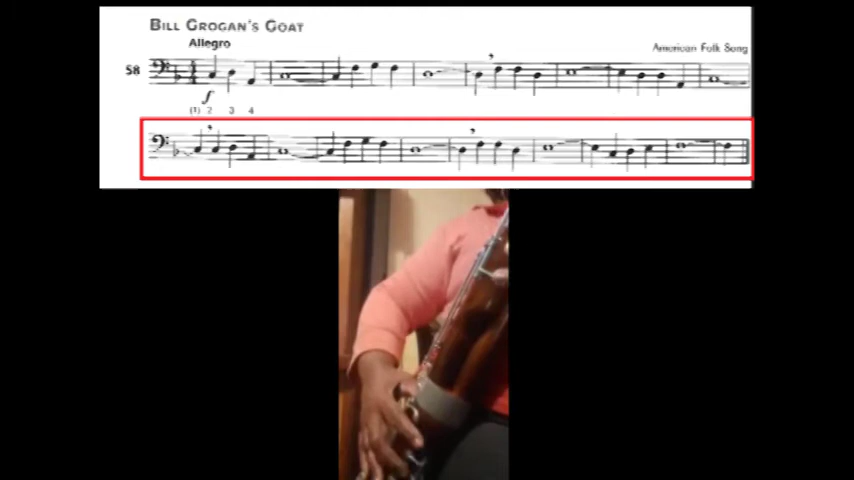 BILL GROGAN'S GOAT
Allegro
American Folk Song
58
f
(1) 2 3 4